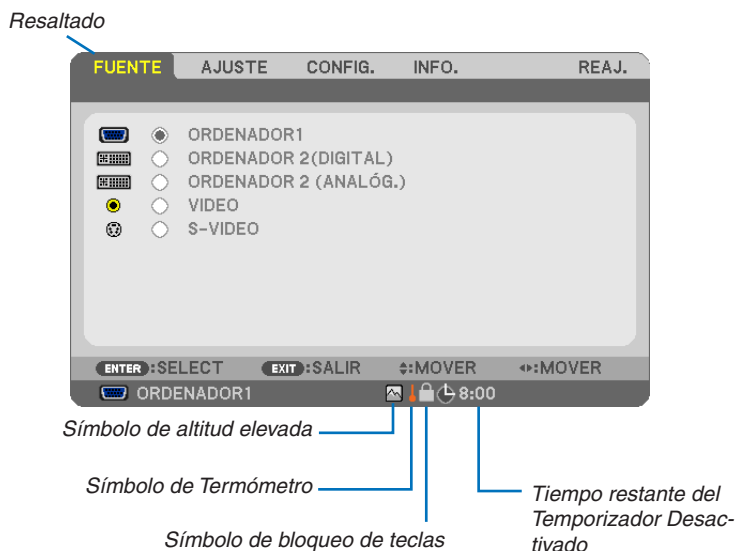 Resaltado
FUENTE AJUSTE CONFIG. INFO. REAJ.
ORDENADOR1
ORDENADOR 2(DIGITAL)
ORDENADOR 2 (ANALÓG.)
VIDEO
S-VIDEO
ENTER:SELECT EXIT:SALIR :MOVER :MOVER
ORDENADOR1 8:00
Símbolo de altitud elevada
Símbolo de Termómetro
Símbolo de bloqueo de teclas
Tiempo restante del
Temporizador Desac-
tivado